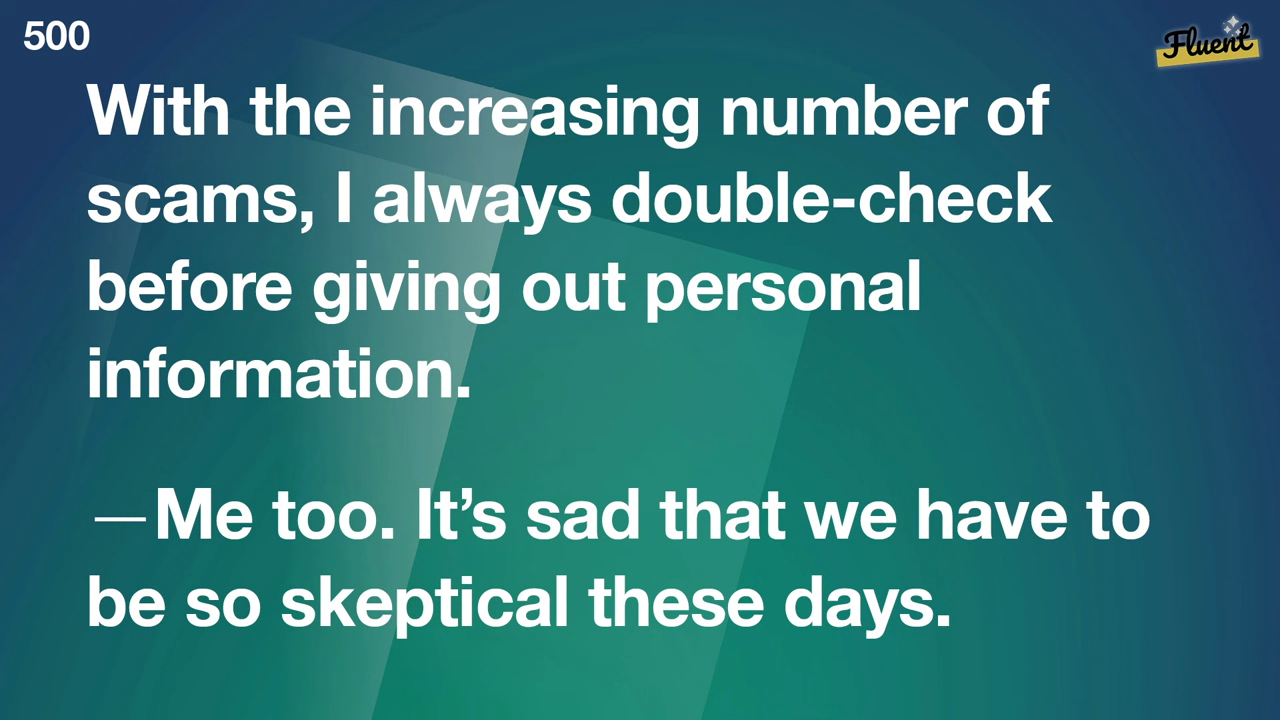 500
Fluent
With the increasing number of
scams, I always double-check
before giving out personal
information.
—Me too. It’s sad that we have to
be so skeptical these days.